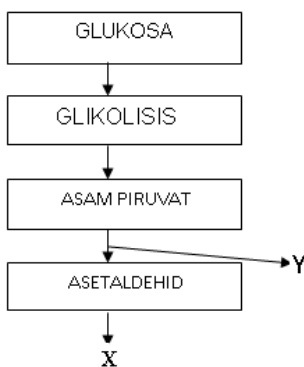 GLUKOSA
GLIKOLISIS
ASAM PIRUVAT
Y
ASETALDEHID
X